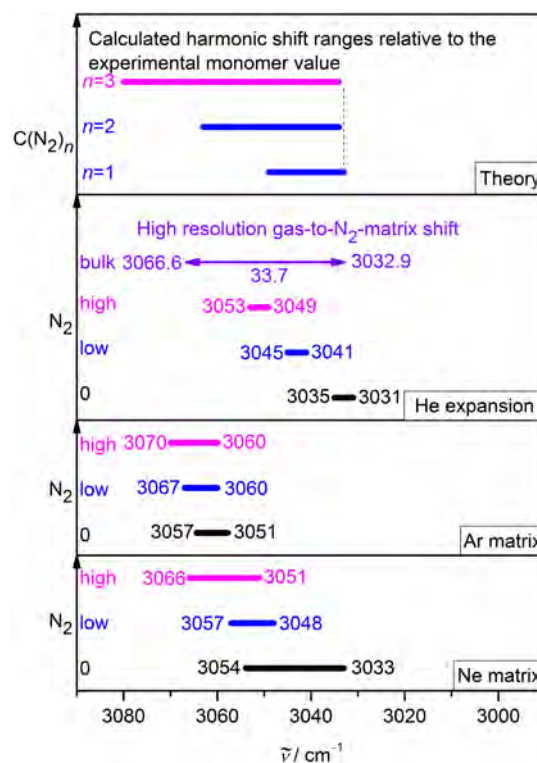 Calculated harmonic shift ranges relative to the
experimental monomer value
n=3
C(N₂)ₙ
n=2
n=1
Theory
High resolution gas-to-N₂-matrix shift
bulk 3066.6 3032.9
33.7
high 3053 3049
N₂
low 3045 3041
0 3035 3031
He expansion
high 3070 3060
N₂ low 3067 3060
0 3057 3051
Ar matrix
high 3066 3051
N₂ low 3057 3048
0 3054 3033
Ne matrix
3080 3060 3040 3020 3000
ṽ / cm⁻¹